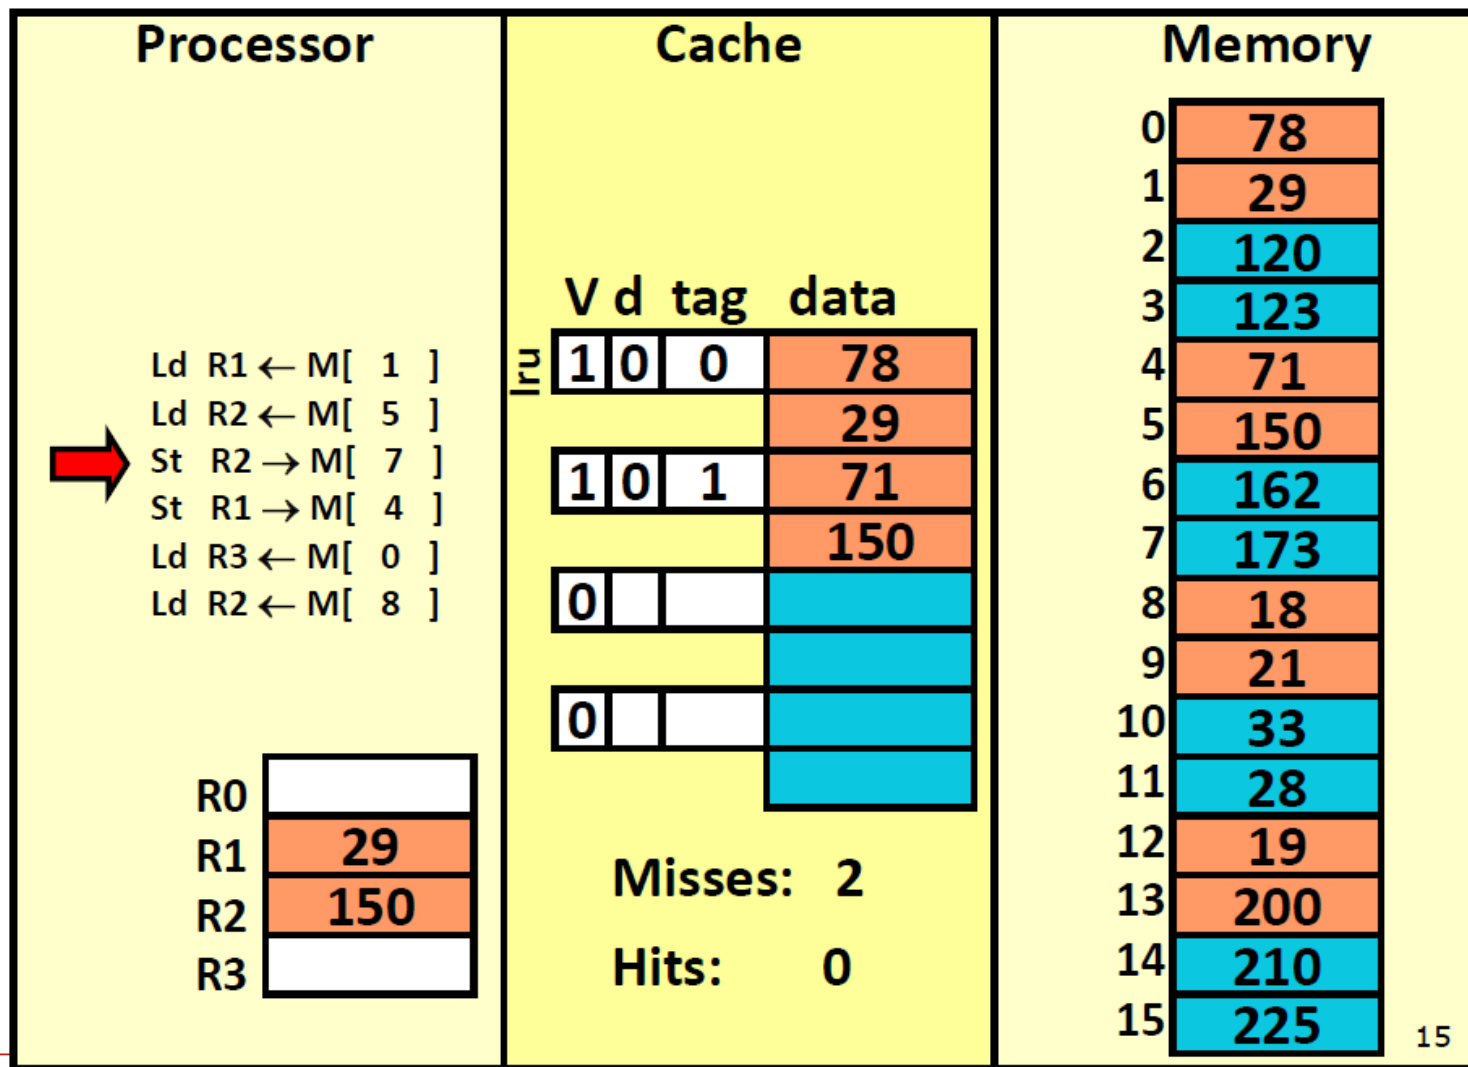 Processor
Ld R1 ← M[ 1 ]
Ld R2 ← M[ 5 ]
St R2 → M[ 7 ]
St R1 → M[ 4 ]
Ld R3 ← M[ 0 ]
Ld R2 ← M[ 8 ]
R0
R1 29
R2 150
R3
Cache
V d tag data
lru 1 0 0 78
29
1 0 1 71
150
0
0
Misses: 2
Hits: 0
Memory
0 78
1 29
2 120
3 123
4 71
5 150
6 162
7 173
8 18
9 21
10 33
11 28
12 19
13 200
14 210
15 225
15